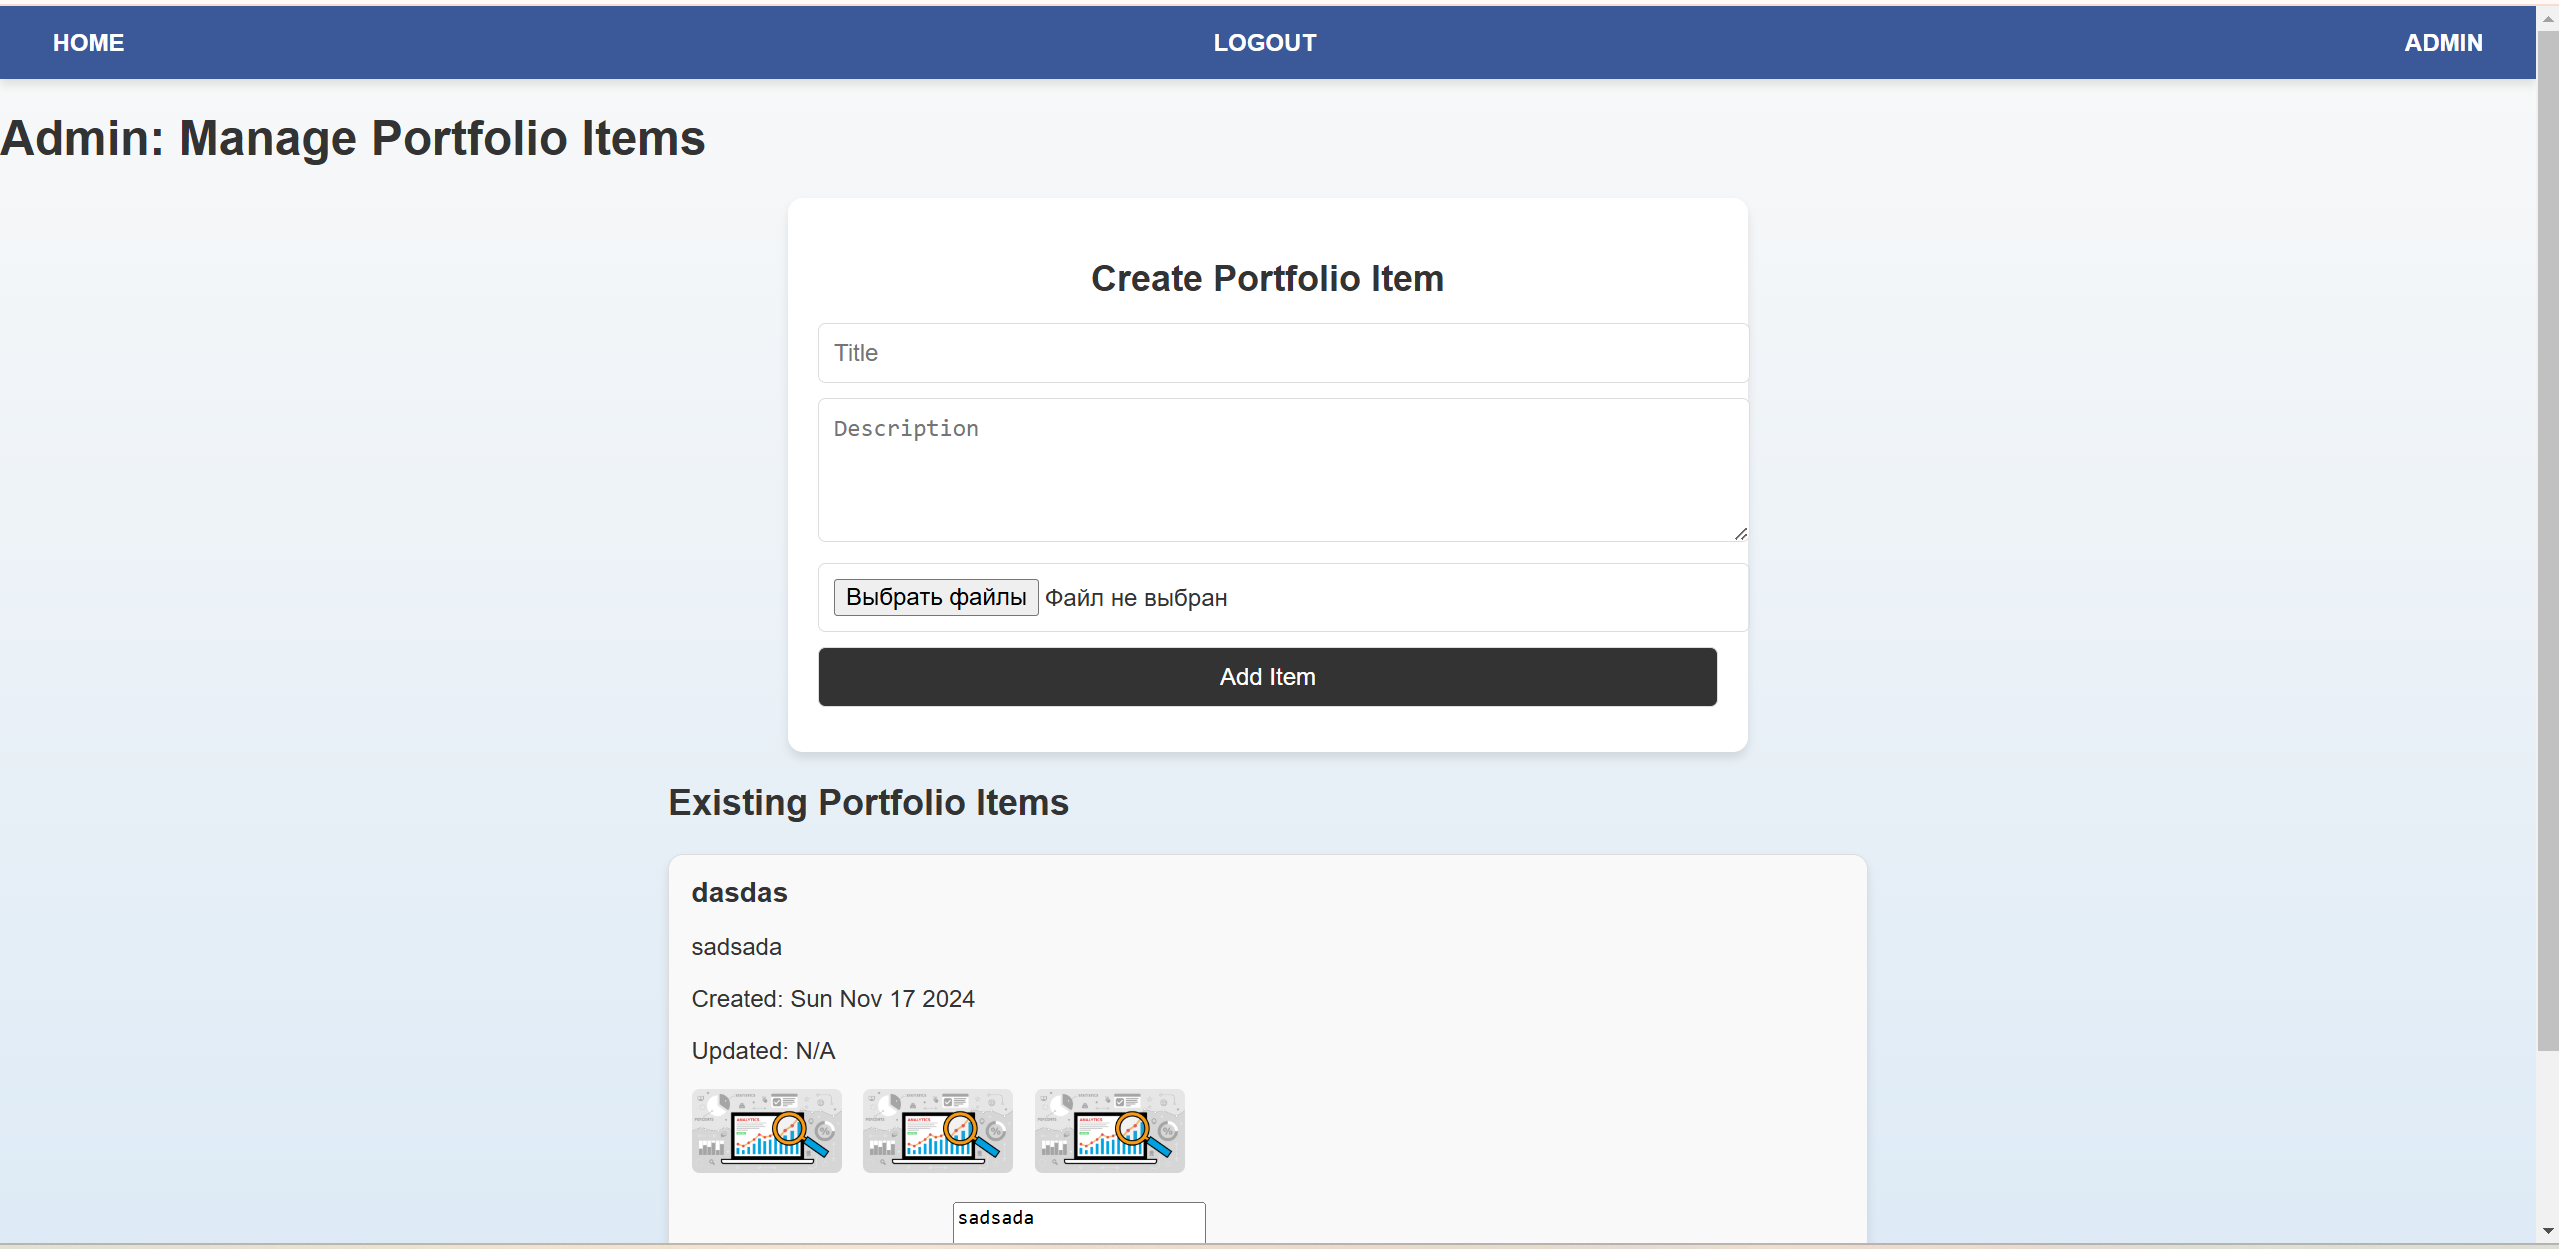 HOME LOGOUT ADMIN
Admin: Manage Portfolio Items
Create Portfolio Item
Title
Description
Выбрать файлы Файл не выбран
Add Item
Existing Portfolio Items
dasdas
sadsada
Created: Sun Nov 17 2024
Updated: N/A
sadsada